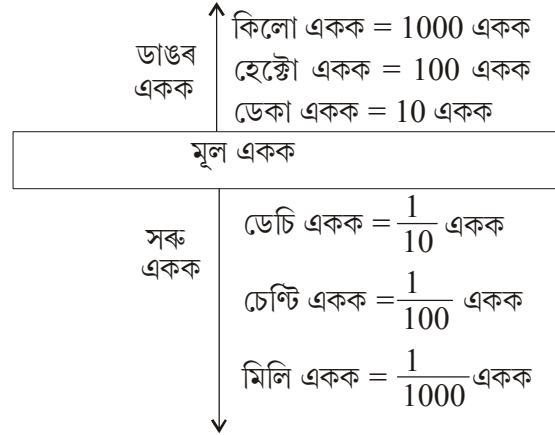 কিলো একক = 1000 একক
ডাঙৰ একক
হেক্টো একক = 100 একক
ডেকা একক = 10 একক
মূল একক
সৰু একক
ডেচি একক = 1/10 একক
চেণ্টি একক = 1/100 একক
মিলি একক = 1/1000 একক